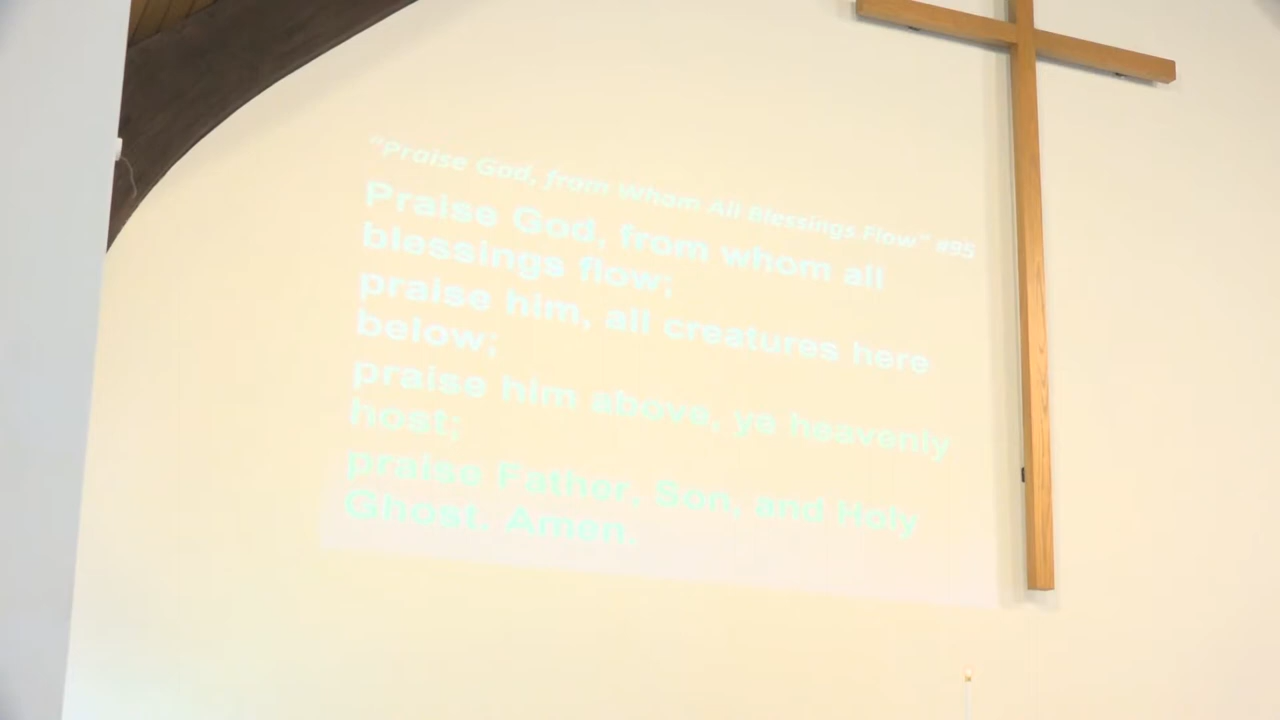 "Praise God, from Whom All Blessings Flow" #95
Praise God, from whom all
blessings flow;
praise him, all creatures here
below;
praise him above, ye heavenly
host;
praise Father, Son, and Holy
Ghost. Amen.